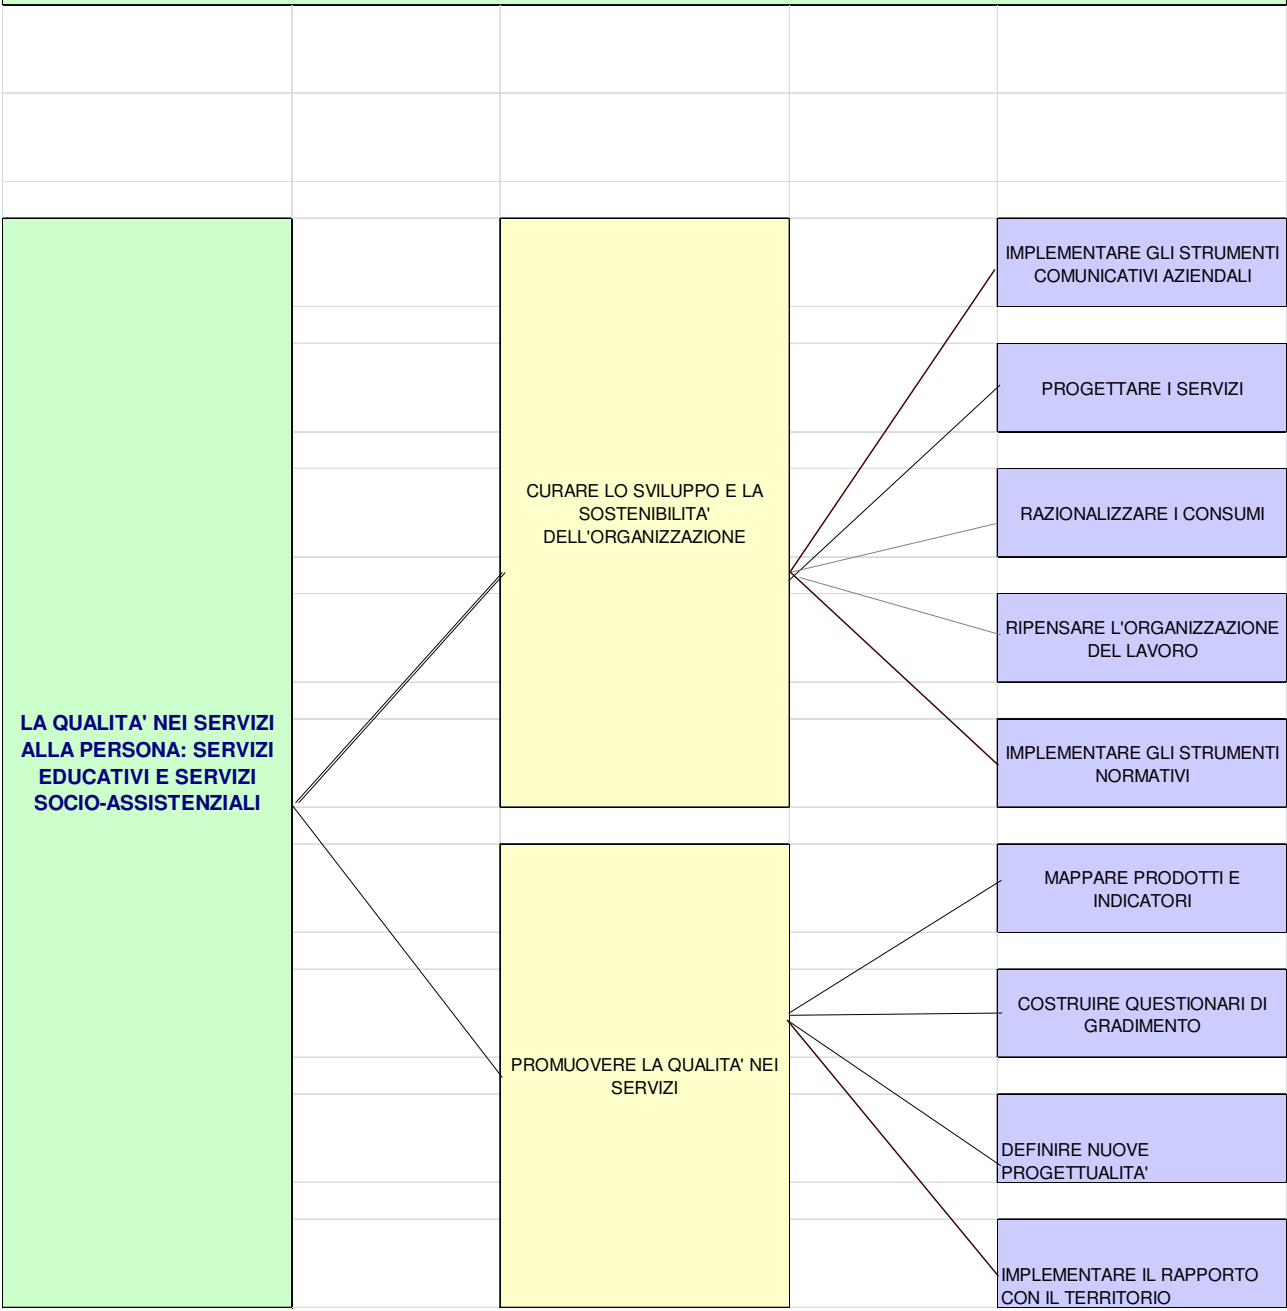 LA QUALITA' NEI SERVIZI
ALLA PERSONA: SERVIZI
EDUCATIVI E SERVIZI
SOCIO-ASSISTENZIALI
CURARE LO SVILUPPO E LA
SOSTENIBILITA'
DELL'ORGANIZZAZIONE
IMPLEMENTARE GLI STRUMENTI
COMUNICATIVI AZIENDALI
PROGETTARE I SERVIZI
RAZIONALIZZARE I CONSUMI
RIPENSARE L'ORGANIZZAZIONE
DEL LAVORO
IMPLEMENTARE GLI STRUMENTI
NORMATIVI
PROMUOVERE LA QUALITA' NEI
SERVIZI
MAPPARE PRODOTTI E
INDICATORI
COSTRUIRE QUESTIONARI DI
GRADIMENTO
DEFINIRE NUOVE
PROGETTUALITA'
IMPLEMENTARE IL RAPPORTO
CON IL TERRITORIO